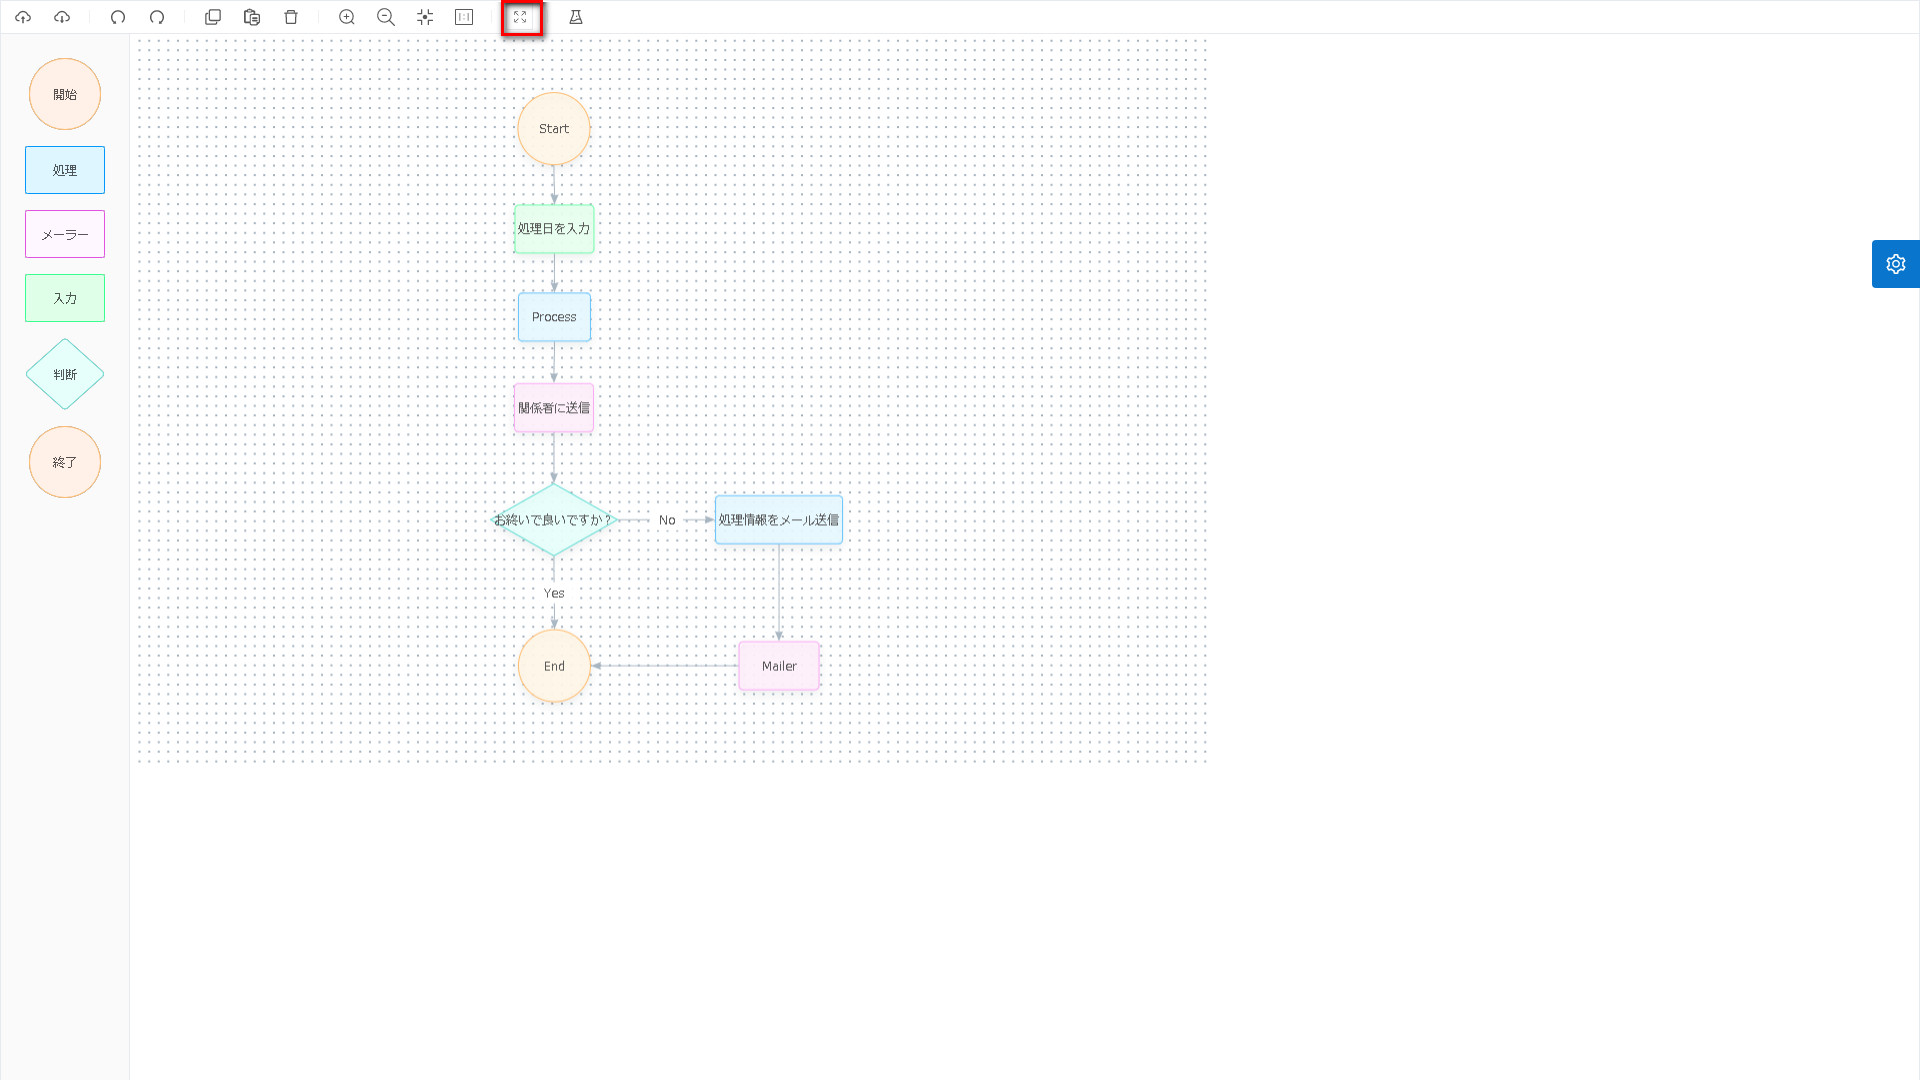 開始
処理
メーラー
入力
判断
終了
Start
処理日を入力
Process
関係者に送信
お終いで良いですか？
No
処理情報をメール送信
Yes
End
Mailer